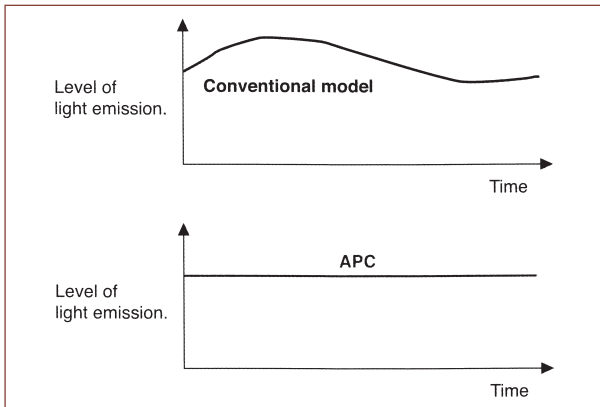 Level of
light emission.
Conventional model
Time
APC
Level of
light emission.
Time